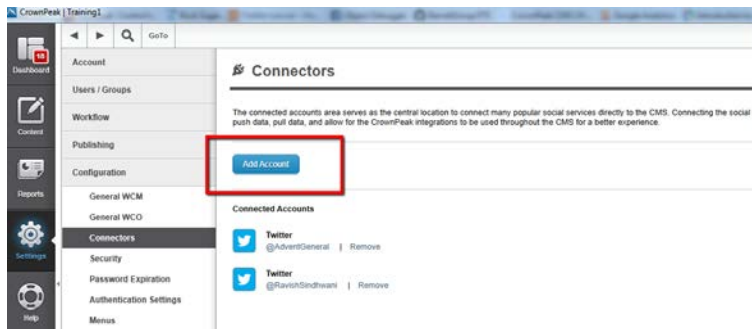 CrownPeak | Training1
GoTo
18
Dashboard
Content
Reports
Settings
Help
Account
Users / Groups
Workflow
Publishing
Configuration
General WCM
General WCO
Connectors
Security
Password Expiration
Authentication Settings
Menus
Connectors
The connected accounts area serves as the central location to connect many popular social services directly to the CMS. Connecting the social
push data, pull data, and allow for the CrownPeak integrations to be used throughout the CMS for a better experience.
Add Account
Connected Accounts
Twitter
@AdventGeneral | Remove
Twitter
@RavishSindhwani | Remove